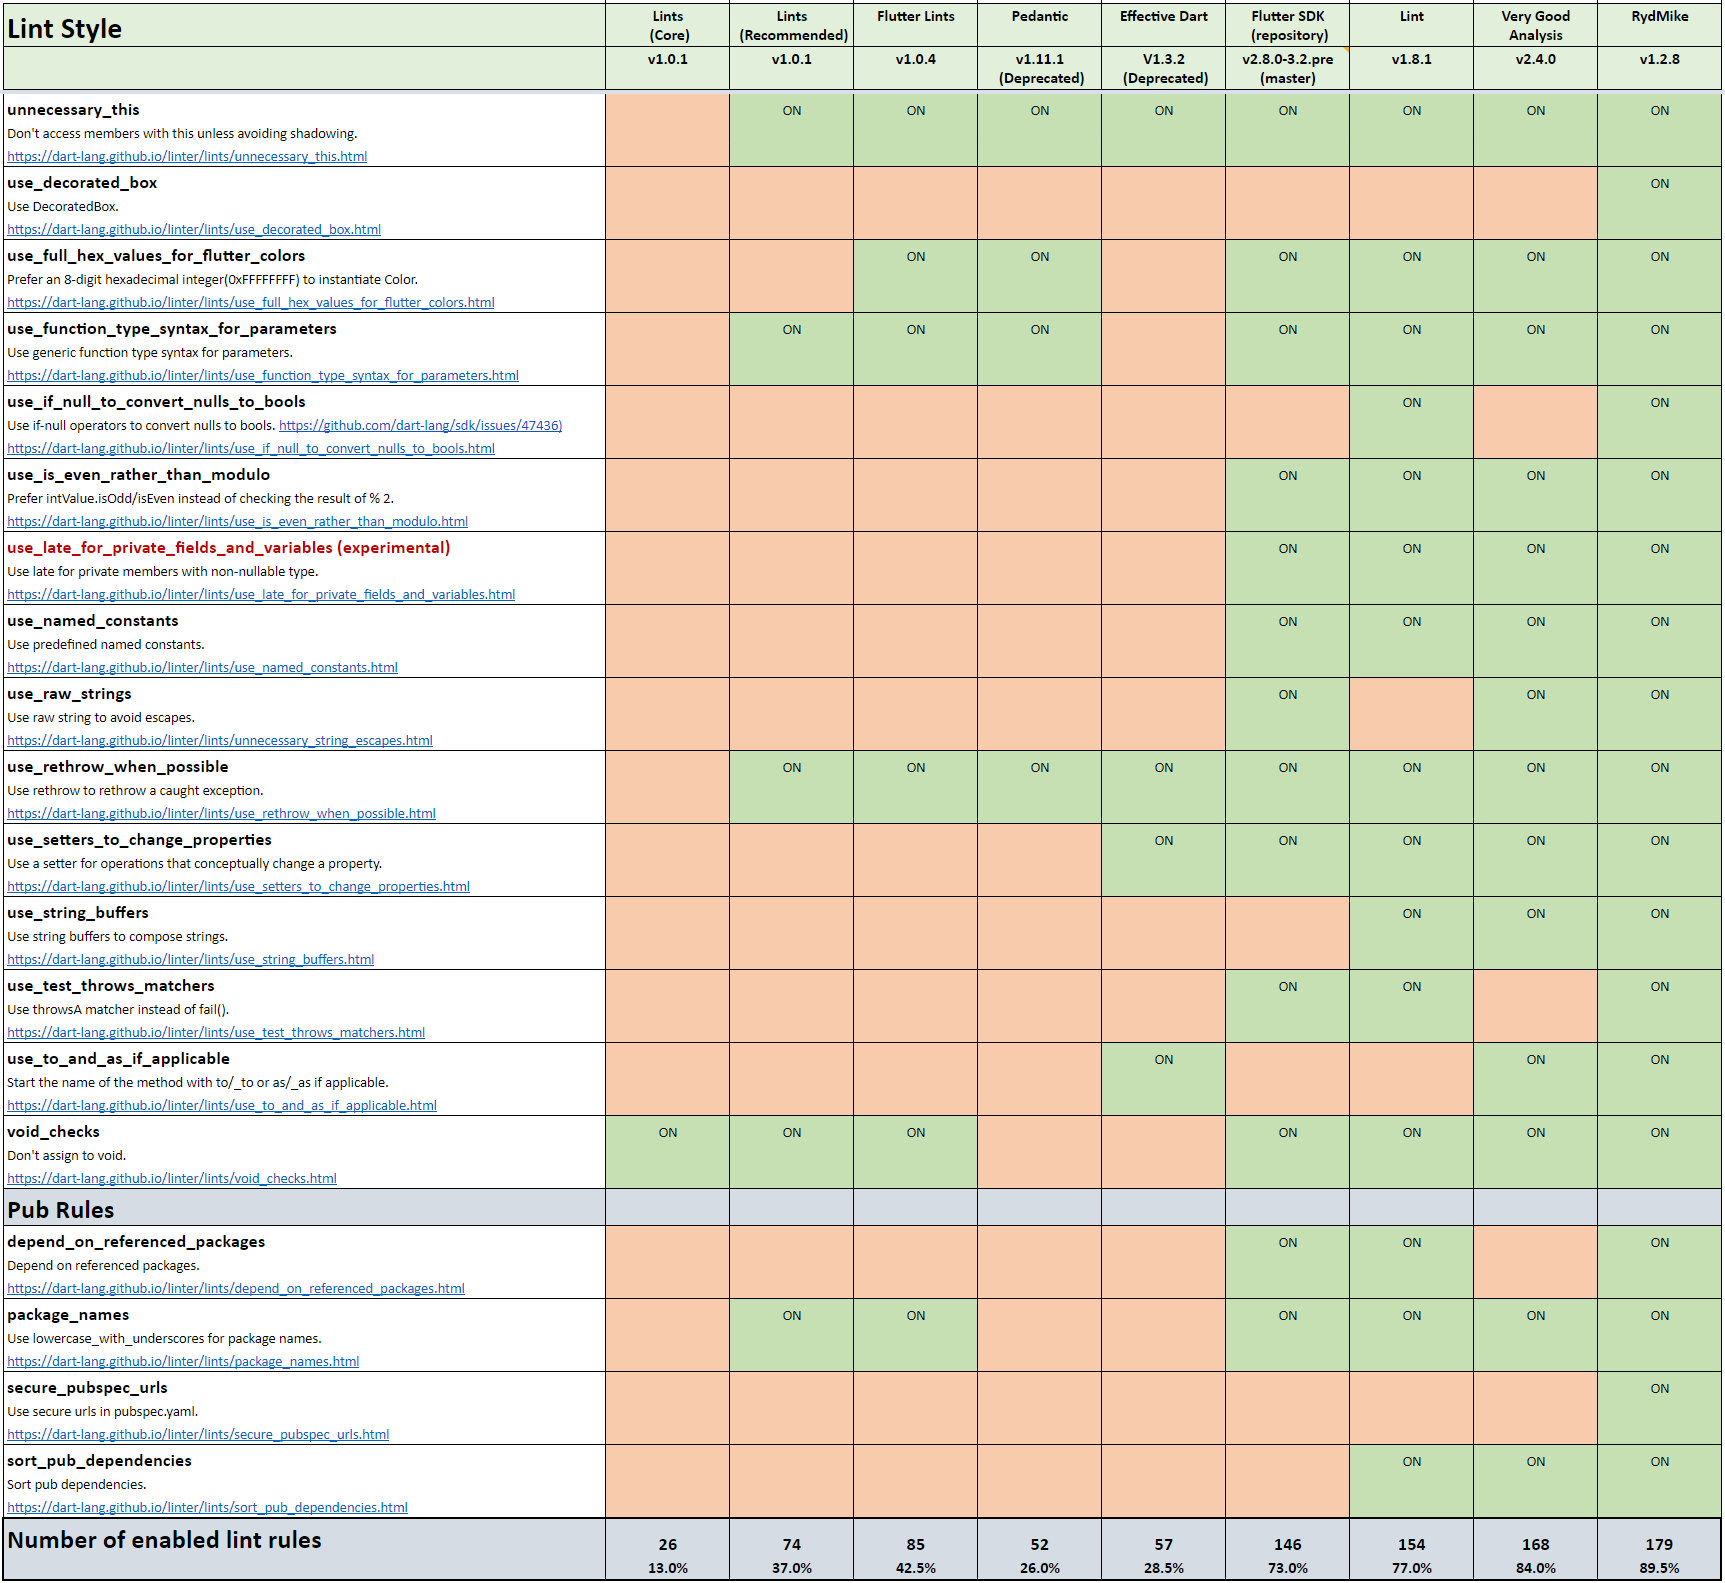 Lint Style
Lints (Core) Lints (Recommended) Flutter Lints Pedantic Effective Dart Flutter SDK (repository) Lint Very Good Analysis RydMike
v1.0.1 v1.0.1 v1.0.4 v1.11.1 (Deprecated) V1.3.2 (Deprecated) v2.8.0-3.2.pre (master) v1.8.1 v2.4.0 v1.2.8
unnecessary_this ON ON ON ON ON ON ON ON
Don't access members with this unless avoiding shadowing.
https://dart-lang.github.io/linter/lints/unnecessary_this.html
use_decorated_box ON
Use DecoratedBox.
https://dart-lang.github.io/linter/lints/use_decorated_box.html
use_full_hex_values_for_flutter_colors ON ON ON ON ON ON
Prefer an 8-digit hexadecimal integer(0xFFFFFFFF) to instantiate Color.
https://dart-lang.github.io/linter/lints/use_full_hex_values_for_flutter_colors.html
use_function_type_syntax_for_parameters ON ON ON ON ON ON ON
Use generic function type syntax for parameters.
https://dart-lang.github.io/linter/lints/use_function_type_syntax_for_parameters.html
use_if_null_to_convert_nulls_to_bools ON ON
Use if-null operators to convert nulls to bools. https://github.com/dart-lang/sdk/issues/47436)
https://dart-lang.github.io/linter/lints/use_if_null_to_convert_nulls_to_bools.html
use_is_even_rather_than_modulo ON ON ON ON
Prefer intValue.isOdd/isEven instead of checking the result of % 2.
https://dart-lang.github.io/linter/lints/use_is_even_rather_than_modulo.html
use_late_for_private_fields_and_variables (experimental) ON ON ON ON
Use late for private members with non-nullable type.
https://dart-lang.github.io/linter/lints/use_late_for_private_fields_and_variables.html
use_named_constants ON ON ON ON
Use predefined named constants.
https://dart-lang.github.io/linter/lints/use_named_constants.html
use_raw_strings ON ON ON
Use raw string to avoid escapes.
https://dart-lang.github.io/linter/lints/unnecessary_string_escapes.html
use_rethrow_when_possible ON ON ON ON ON ON ON ON
Use rethrow to rethrow a caught exception.
https://dart-lang.github.io/linter/lints/use_rethrow_when_possible.html
use_setters_to_change_properties ON ON ON ON ON
Use a setter for operations that conceptually change a property.
https://dart-lang.github.io/linter/lints/use_setters_to_change_properties.html
use_string_buffers ON ON ON
Use string buffers to compose strings.
https://dart-lang.github.io/linter/lints/use_string_buffers.html
use_test_throws_matchers ON ON ON
Use throwsA matcher instead of fail().
https://dart-lang.github.io/linter/lints/use_test_throws_matchers.html
use_to_and_as_if_applicable ON ON ON
Start the name of the method with to/_to or as/_as if applicable.
https://dart-lang.github.io/linter/lints/use_to_and_as_if_applicable.html
void_checks ON ON ON ON ON ON ON
Don't assign to void.
https://dart-lang.github.io/linter/lints/void_checks.html
Pub Rules
depend_on_referenced_packages ON ON ON
Depend on referenced packages.
https://dart-lang.github.io/linter/lints/depend_on_referenced_packages.html
package_names ON ON ON ON ON ON
Use lowercase_with_underscores for package names.
https://dart-lang.github.io/linter/lints/package_names.html
secure_pubspec_urls ON
Use secure urls in pubspec.yaml.
https://dart-lang.github.io/linter/lints/secure_pubspec_urls.html
sort_pub_dependencies ON ON ON
Sort pub dependencies.
https://dart-lang.github.io/linter/lints/sort_pub_dependencies.html
Number of enabled lint rules 26 74 85 52 57 146 154 168 179
13.0% 37.0% 42.5% 26.0% 28.5% 73.0% 77.0% 84.0% 89.5%